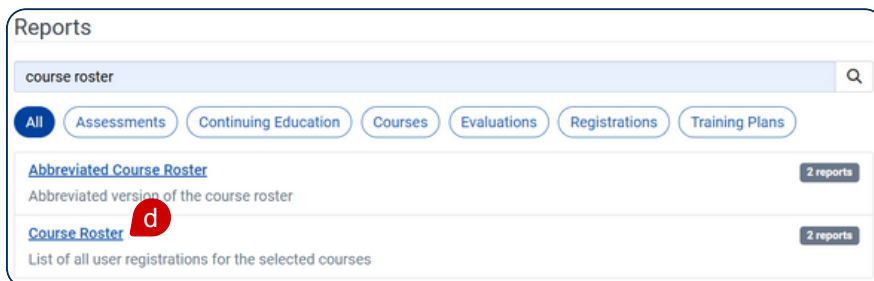 Reports
course roster
All Assessments Continuing Education Courses Evaluations Registrations Training Plans
Abbreviated Course Roster 2 reports
Abbreviated version of the course roster
d
Course Roster 2 reports
List of all user registrations for the selected courses